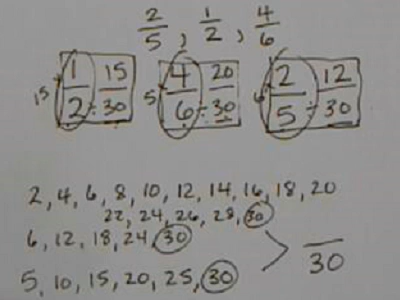 2/5, 1/2, 4/6
15 1/2 ÷ 15/30 5 4/6 ÷ 20/30 6 2/5 ÷ 12/30
2, 4, 6, 8, 10, 12, 14, 16, 18, 20
22, 24, 26, 28, 30
6, 12, 18, 24, 30
5, 10, 15, 20, 25, 30
> /30